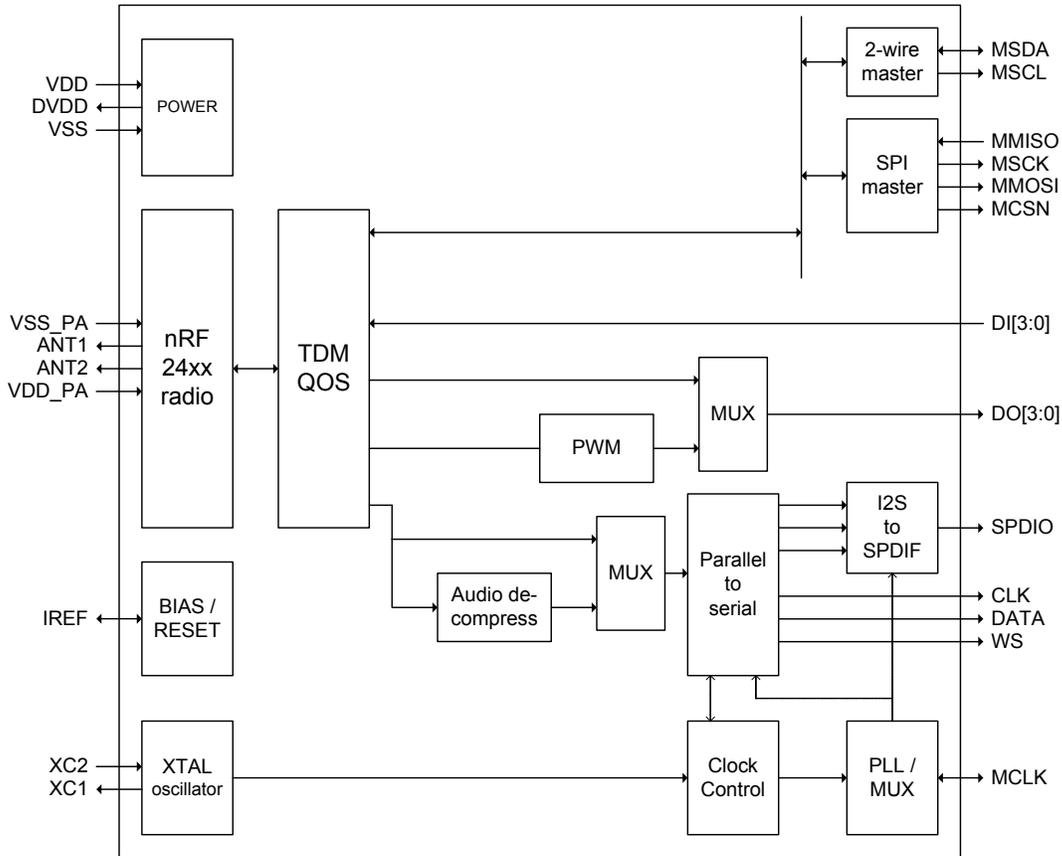 VDD
DVDD
VSS
POWER
2-wire
master
MSDA
MSCL
SPI
master
MMISO
MSCK
MMOSI
MCSN
VSS_PA
ANT1
ANT2
VDD_PA
nRF
24xx
radio
TDM
QOS
DI[3:0]
MUX
DO[3:0]
PWM
I2S
to
SPDIF
SPDIO
Parallel
to
serial
MUX
Audio de-
compress
CLK
DATA
WS
IREF
BIAS /
RESET
XC2
XC1
XTAL
oscillator
Clock
Control
PLL /
MUX
MCLK